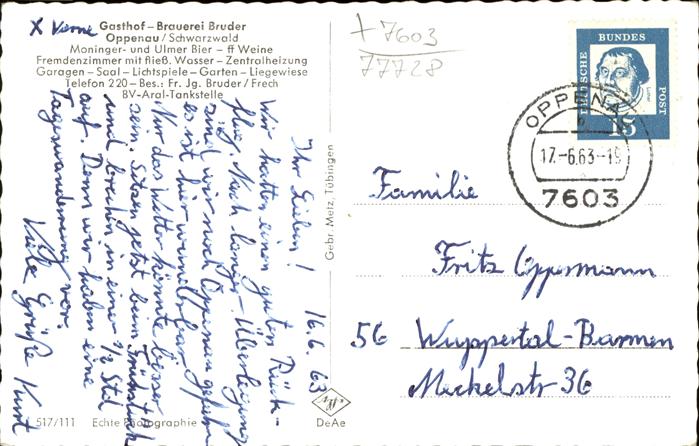 X Verne
Gasthof – Brauerei Bruder
Oppenau / Schwarzwald
Moninger- und Ulmer Bier – ff Weine
Fremdenzimmer mit fließ. Wasser – Zentralheizung
Garagen – Saal – Lichtspiele – Garten – Liegewiese
Telefon 220 – Bes.: Fr. Jg. Bruder / Frech
BV-Aral-Tankstelle
16.6.63
Ihr Lieben!
Wir hatten einen guten Rück-
flug. Nach langer Überlegung
sind wir nach Oppenau gefahren
es ist hier wunderbar
Nur das Wetter könnte besser
sein. Sitzen jetzt beim Frühstück
und brechen in einer ½ Std
auf. Denn wir haben eine
Tageswanderung vor.
Viele Grüße Kurt
517/111 Echte Photographie
Gebr. Metz, Tübingen
DeAe
+ 7603
77728
DEUTSCHE BUNDESPOST
Luther
15
OPPENAU
17.-6.63-19
7603
Familie
Fritz Oppermann
56 Wuppertal-Barmen
Meckelstr 36